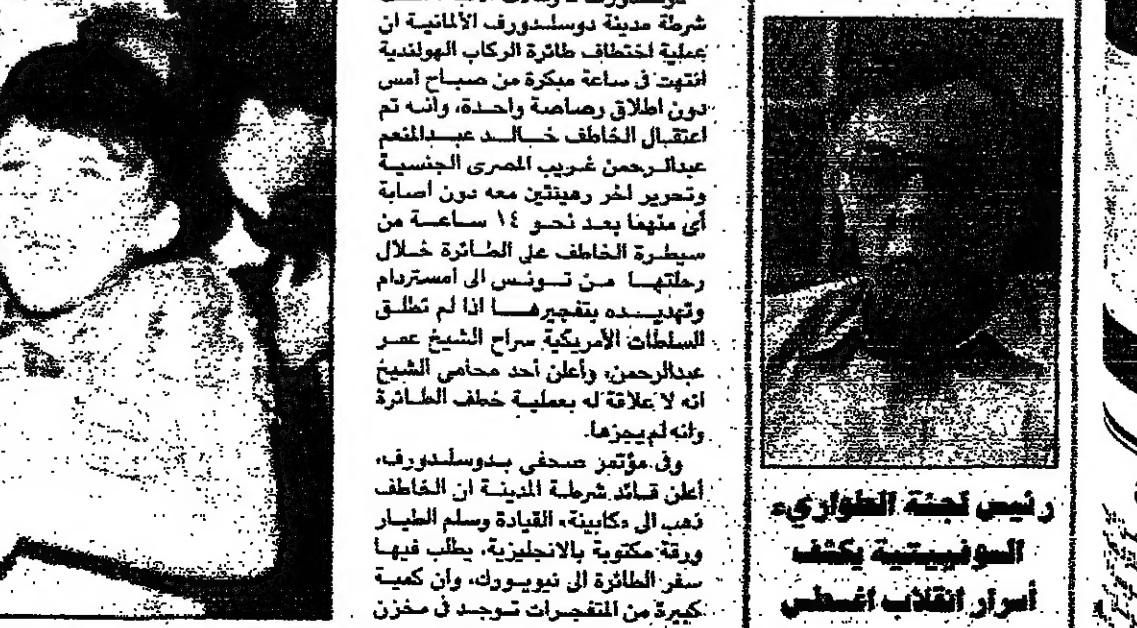 شرطة مدينة دوسلدورف الألمانية ان
عملية اختطاف طائرة الركاب الهولندية
انتهت فى ساعة مبكرة من صباح امس
دون اطلاق رصاصة واحدة، وانه تم
اعتقال الخاطف خالد عبدالمنعم
عبدالرحمن غريب المصرى الجنسية
وتحرير اخر رهينتين معه دون اصابة
أى منهما بعد نحو ١٤ ساعة من
سيطرة الخاطف على الطائرة خلال
رحلتها من تونس الى امستردام
وتهديده بتفجيرها اذا لم تطلق
السلطات الأمريكية سراح الشيخ عمر
عبدالرحمن، وأعلن أحد محامى الشيخ
انه لا علاقة له بعملية خطف الطائرة
وانه لم يجزها.
وفى مؤتمر صحفى بدوسلدورف،
أعلن قائد شرطة المدينة ان الخاطف
ذهب الى «كابينة» القيادة وسلم الطيار
ورقة مكتوبة بالانجليزية، يطلب فيها
سفر الطائرة الى نيويورك، وان كمية
كبيرة من المتفجرات توجد فى مخزن
رئيس لجنة الطوارىء
السوفييتية يكشف
أسرار انقلاب اغسطس